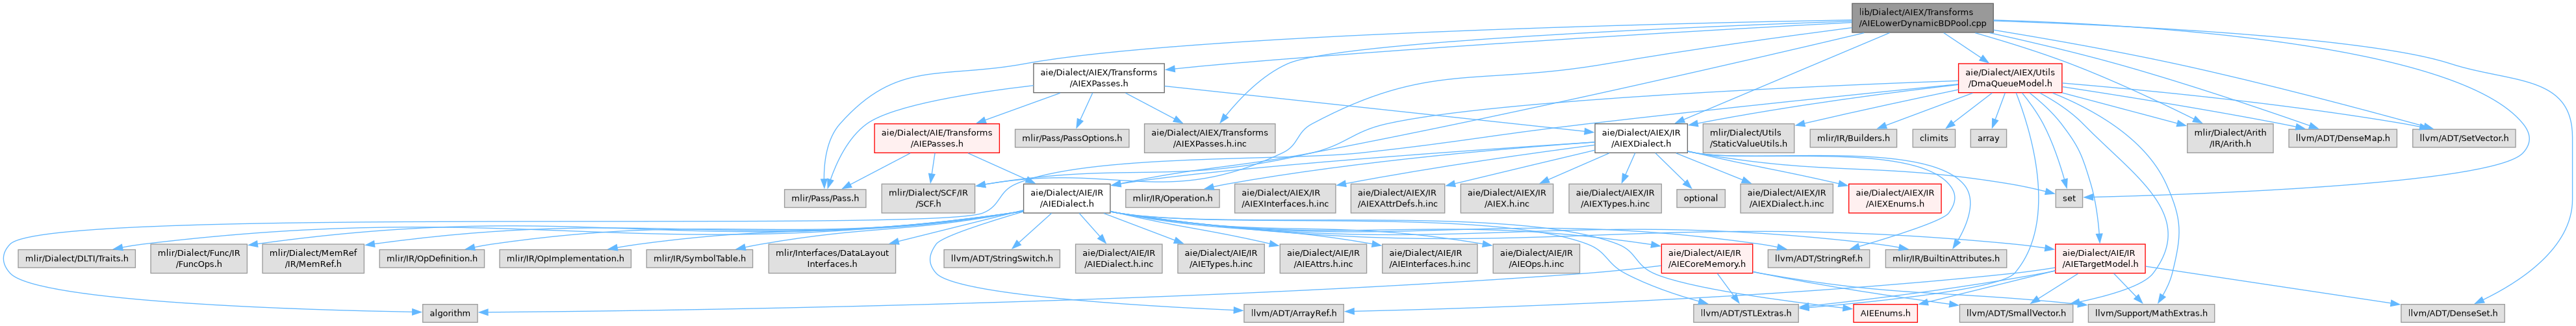 lib/Dialect/AIEX/Transforms
/AIELowerDynamicBDPool.cpp
aie/Dialect/AIEX/Transforms
/AIEXPasses.h
aie/Dialect/AIEX/Utils
/DmaQueueModel.h
aie/Dialect/AIE/Transforms
/AIEPasses.h
mlir/Pass/PassOptions.h
aie/Dialect/AIEX/Transforms
/AIEXPasses.h.inc
aie/Dialect/AIEX/IR
/AIEXDialect.h
mlir/Dialect/Utils
/StaticValueUtils.h
mlir/IR/Builders.h
climits
array
mlir/Dialect/Arith
/IR/Arith.h
llvm/ADT/DenseMap.h
llvm/ADT/SetVector.h
mlir/Pass/Pass.h
mlir/Dialect/SCF/IR
/SCF.h
aie/Dialect/AIE/IR
/AIEDialect.h
mlir/IR/Operation.h
aie/Dialect/AIEX/IR
/AIEXInterfaces.h.inc
aie/Dialect/AIEX/IR
/AIEXAttrDefs.h.inc
aie/Dialect/AIEX/IR
/AIEX.h.inc
aie/Dialect/AIEX/IR
/AIEXTypes.h.inc
optional
aie/Dialect/AIEX/IR
/AIEXDialect.h.inc
aie/Dialect/AIEX/IR
/AIEXEnums.h
set
mlir/Dialect/DLTI/Traits.h
mlir/Dialect/Func/IR
/FuncOps.h
mlir/Dialect/MemRef
/IR/MemRef.h
mlir/IR/OpDefinition.h
mlir/IR/OpImplementation.h
mlir/IR/SymbolTable.h
mlir/Interfaces/DataLayout
Interfaces.h
llvm/ADT/StringSwitch.h
aie/Dialect/AIE/IR
/AIEDialect.h.inc
aie/Dialect/AIE/IR
/AIETypes.h.inc
aie/Dialect/AIE/IR
/AIEAttrs.h.inc
aie/Dialect/AIE/IR
/AIEInterfaces.h.inc
aie/Dialect/AIE/IR
/AIEOps.h.inc
aie/Dialect/AIE/IR
/AIECoreMemory.h
llvm/ADT/StringRef.h
mlir/IR/BuiltinAttributes.h
aie/Dialect/AIE/IR
/AIETargetModel.h
algorithm
llvm/ADT/ArrayRef.h
llvm/ADT/STLExtras.h
AIEEnums.h
llvm/ADT/SmallVector.h
llvm/Support/MathExtras.h
llvm/ADT/DenseSet.h